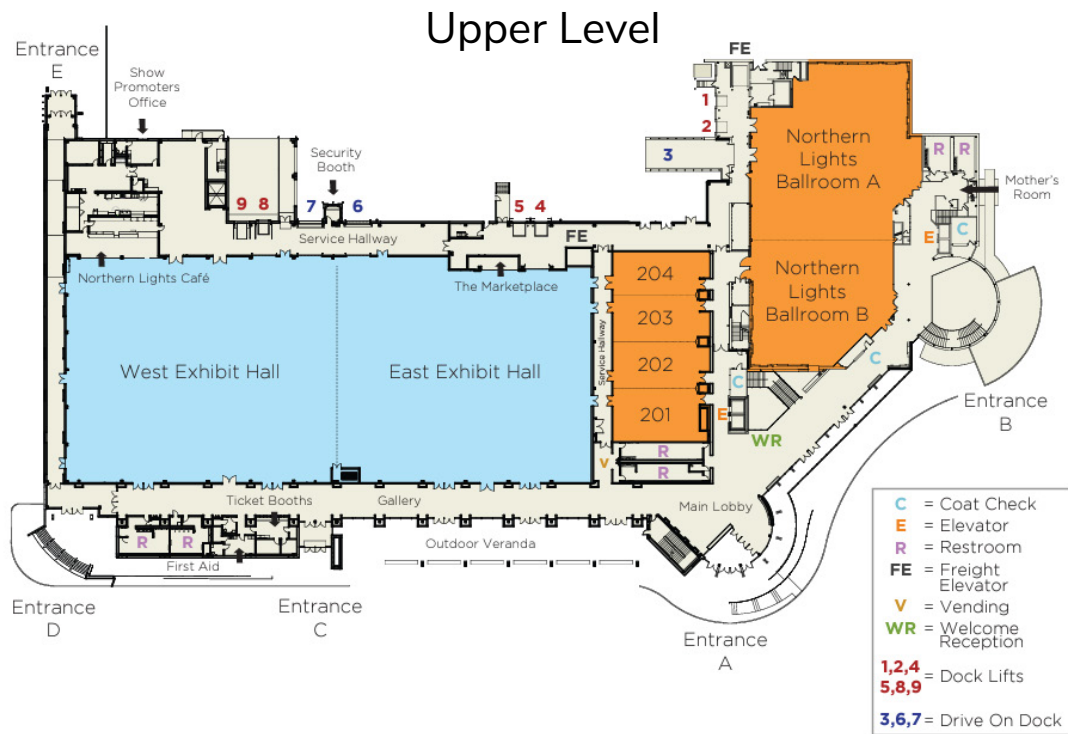 Upper Level
Entrance
E
Show
Promoters
Office
FE
1
2
3
Security
Booth
9 8
7 6
5 4
Service Hallway
FE
Northern
Lights
Ballroom A
R R
Mother's
Room
E
C
Northern Lights Café
The Marketplace
204
203
202
201
Service Hallway
Northern
Lights
Ballroom B
West Exhibit Hall
East Exhibit Hall
C
C
E
WR
Entrance
B
V
R
R
Ticket Booths
Gallery
Main Lobby
R R
First Aid
Outdoor Veranda
Entrance
D
Entrance
C
Entrance
A
C = Coat Check
E = Elevator
R = Restroom
FE = Freight
Elevator
V = Vending
WR = Welcome
Reception
1,2,4
5,8,9 = Dock Lifts
3,6,7 = Drive On Dock